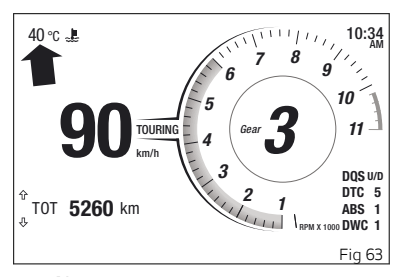 40 °C
10:34
AM
1 2 3 4 5 6 7 8 9 10 11
90
km/h
TOURING
Gear 3
RPM X 1000
DQS U/D
DTC 5
ABS 1
DWC 1
TOT 5260 km
Fig 63